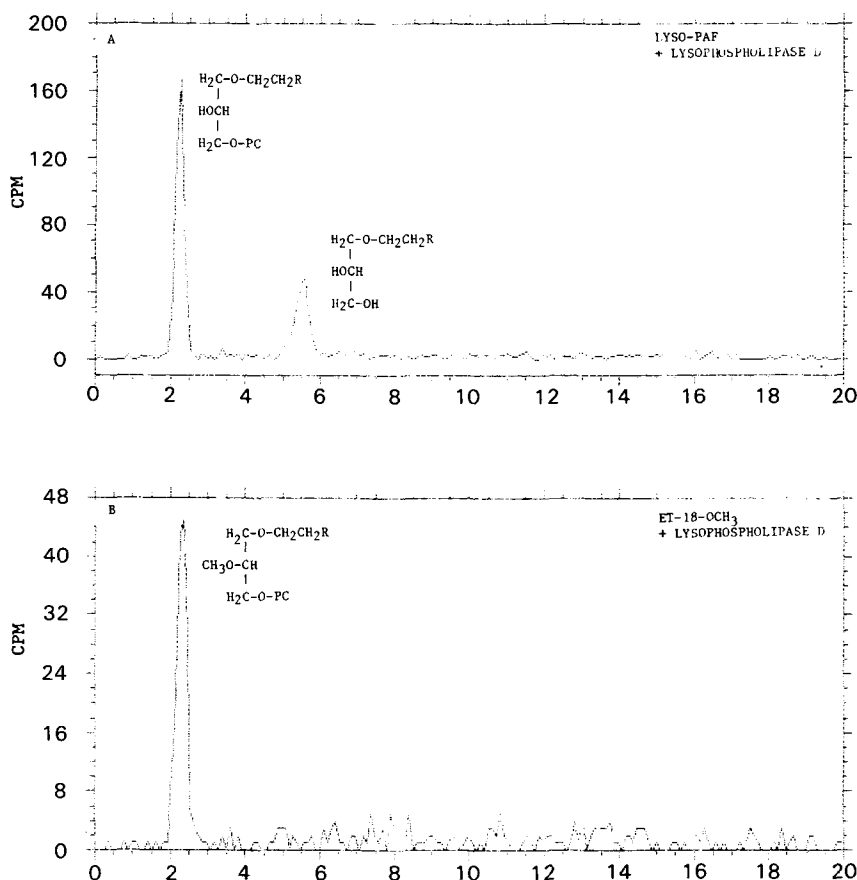 200
160
120
80
40
0
CPM
A
LYSO-PAF
+ LYSOPHOSPHOLIPASE D
H₂C-O-CH₂CH₂R
HOCH
H₂C-O-PC
H₂C-O-CH₂CH₂R
HOCH
H₂C-OH
0 2 4 6 8 10 12 14 16 18 20
48
40
32
24
16
8
0
CPM
B
ET-18-OCH₃
+ LYSOPHOSPHOLIPASE D
H₂C-O-CH₂CH₂R
CH₃O-CH
H₂C-O-PC
0 2 4 6 8 10 12 14 16 18 20